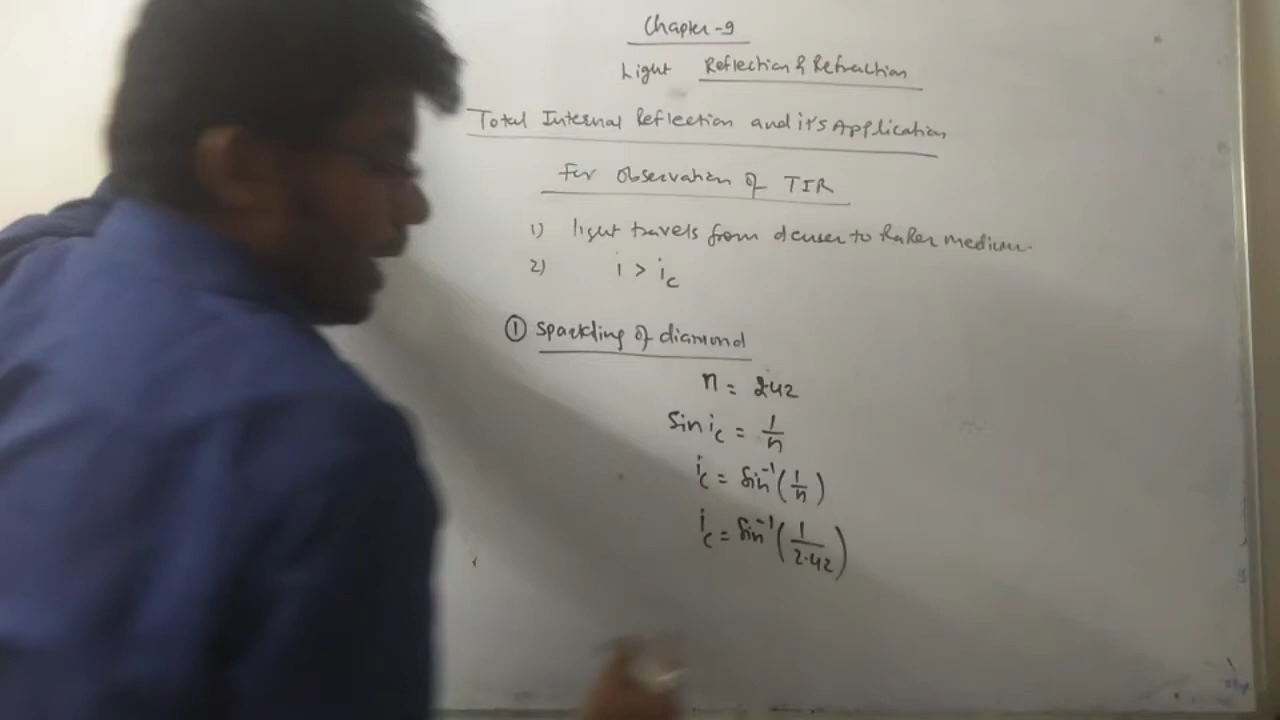 Chapter-9
Light Reflection & Refraction
Total Internal Reflection and it's Application
For Observation of TIR
1) light travels from denser to Rarer medium.
2) i > ic
① Sparkling of diamond
n = 2.42
Sin ic = 1/n
ic = Sin⁻¹(1/n)
ic = Sin⁻¹(1/2.42)